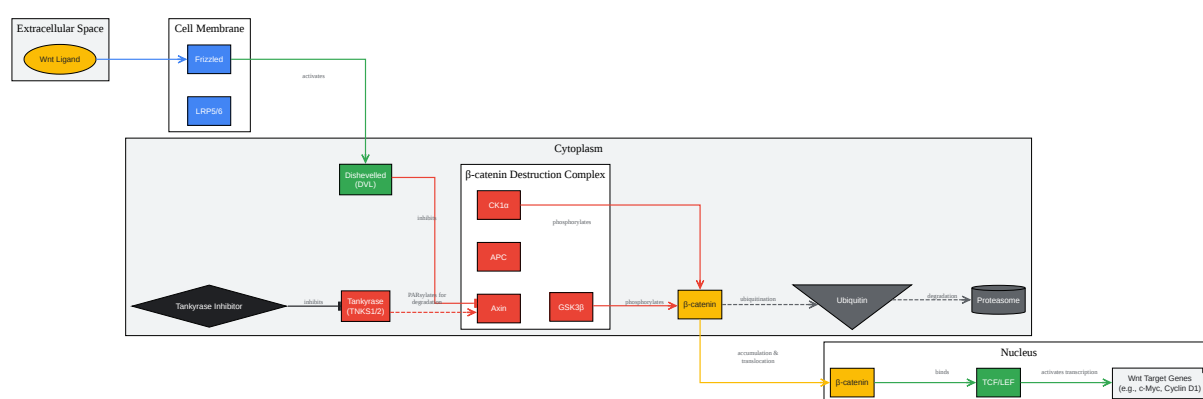 Extracellular Space
Wnt Ligand
Cell Membrane
Frizzled
LRP5/6
activates
Cytoplasm
Dishevelled
(DVL)
inhibits
β-catenin Destruction Complex
CK1α
phosphorylates
APC
Axin
GSK3β
phosphorylates
Tankyrase Inhibitor
inhibits
Tankyrase
(TNKS1/2)
PARsylates for
degradation
β-catenin
ubiquitination
Ubiquitin
degradation
Proteasome
accumulation &
translocation
Nucleus
β-catenin
binds
TCF/LEF
activates transcription
Wnt Target Genes
(e.g., c-Myc, Cyclin D1)